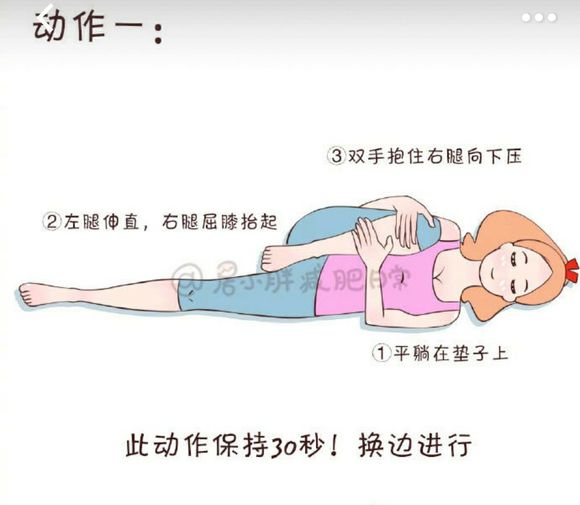 动作一：
③双手抱住右腿向下压
②左腿伸直，右腿屈膝抬起
@詹小胖减肥日常
①平躺在垫子上
此动作保持30秒！换边进行